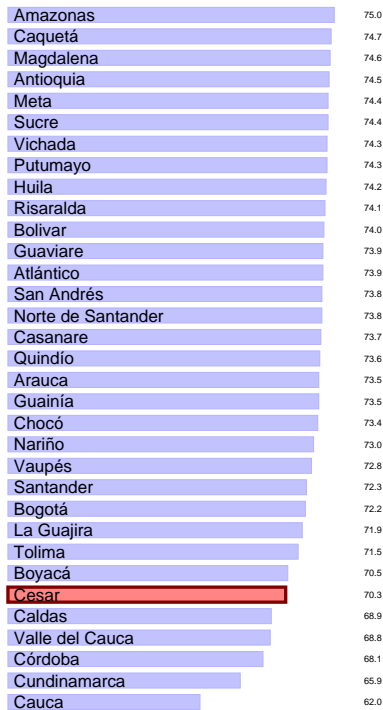 Amazonas 75.0
Caquetá 74.7
Magdalena 74.6
Antioquia 74.5
Meta 74.4
Sucre 74.4
Vichada 74.3
Putumayo 74.3
Huila 74.2
Risaralda 74.1
Bolivar 74.0
Guaviare 73.9
Atlántico 73.9
San Andrés 73.8
Norte de Santander 73.8
Casanare 73.7
Quindío 73.6
Arauca 73.5
Guainía 73.5
Chocó 73.4
Nariño 73.0
Vaupés 72.8
Santander 72.3
Bogotá 72.2
La Guajira 71.9
Tolima 71.5
Boyacá 70.5
Cesar 70.3
Caldas 68.9
Valle del Cauca 68.8
Córdoba 68.1
Cundinamarca 65.9
Cauca 62.0